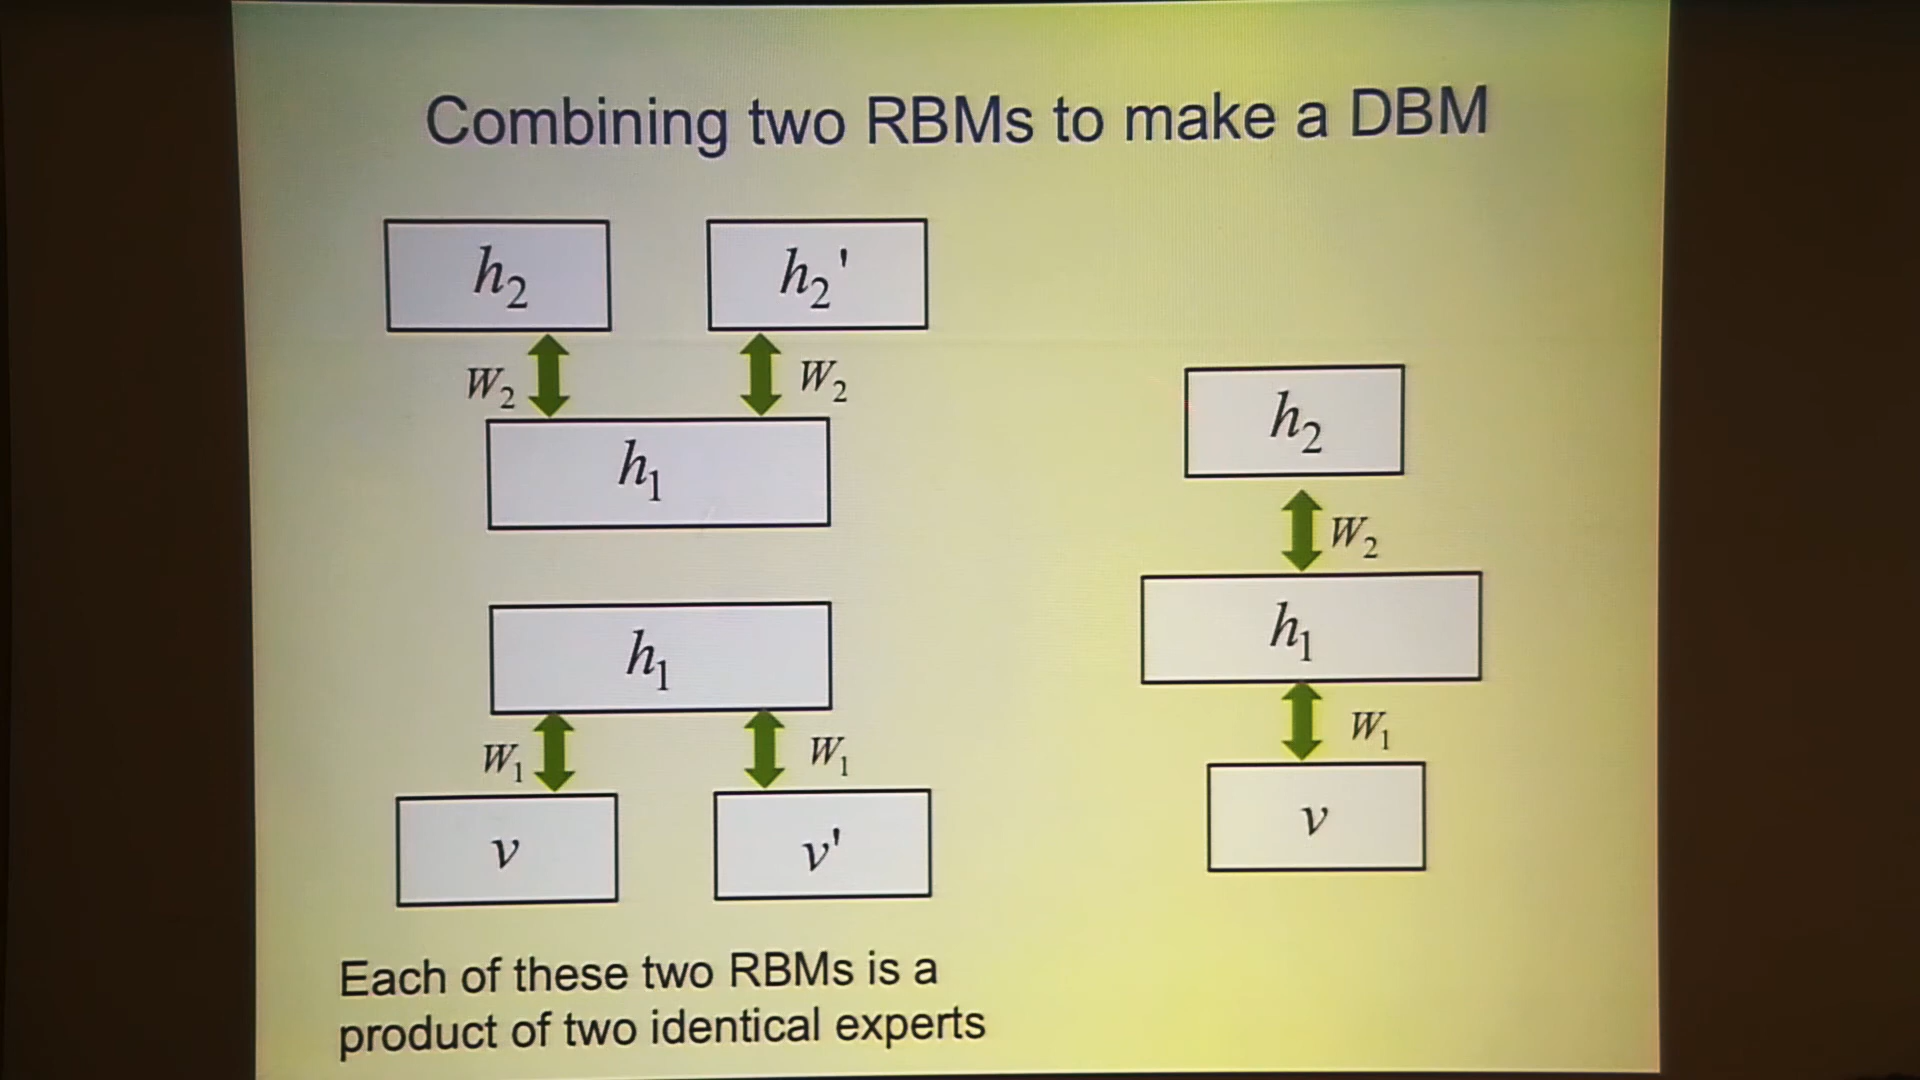 Combining two RBMs to make a DBM
h₂
h₂'
W₂
W₂
h₁
h₁
W₁
W₁
v
v'
h₂
W₂
h₁
W₁
v
Each of these two RBMs is a
product of two identical experts